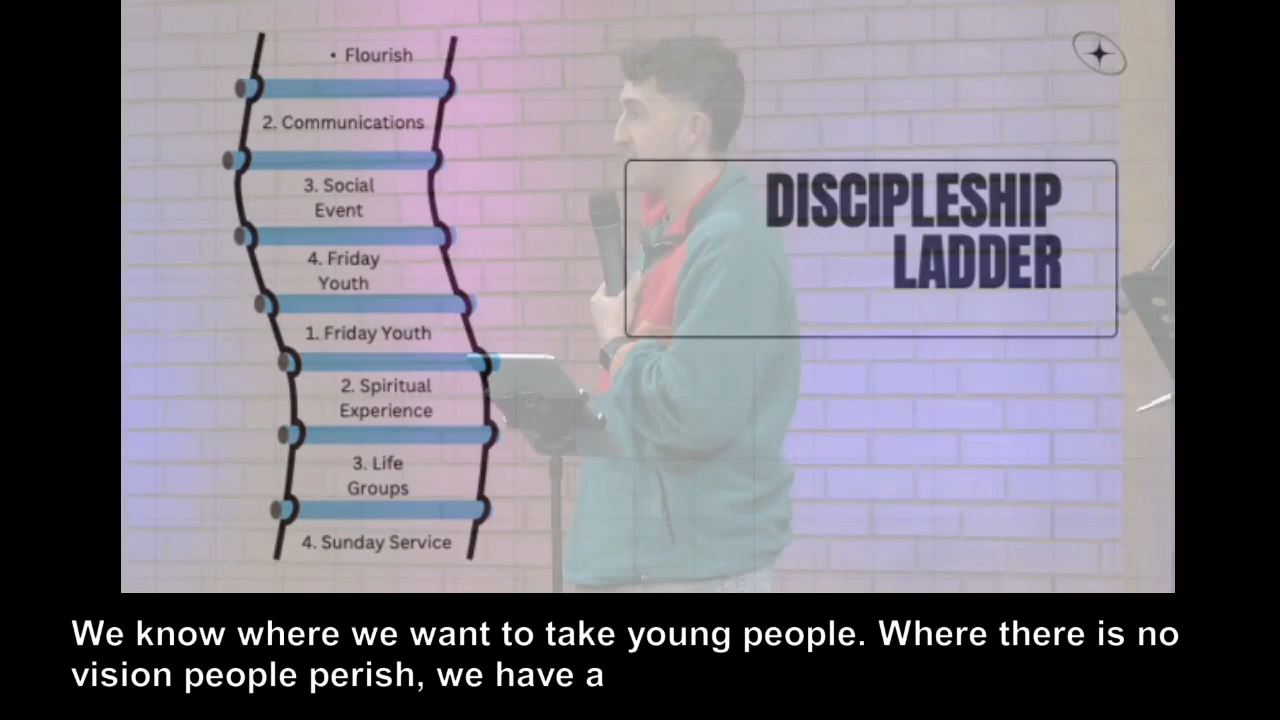 • Flourish
2. Communications
3. Social
Event
4. Friday
Youth
1. Friday Youth
2. Spiritual
Experience
3. Life
Groups
4. Sunday Service
DISCIPLESHIP
LADDER
We know where we want to take young people. Where there is no
vision people perish, we have a